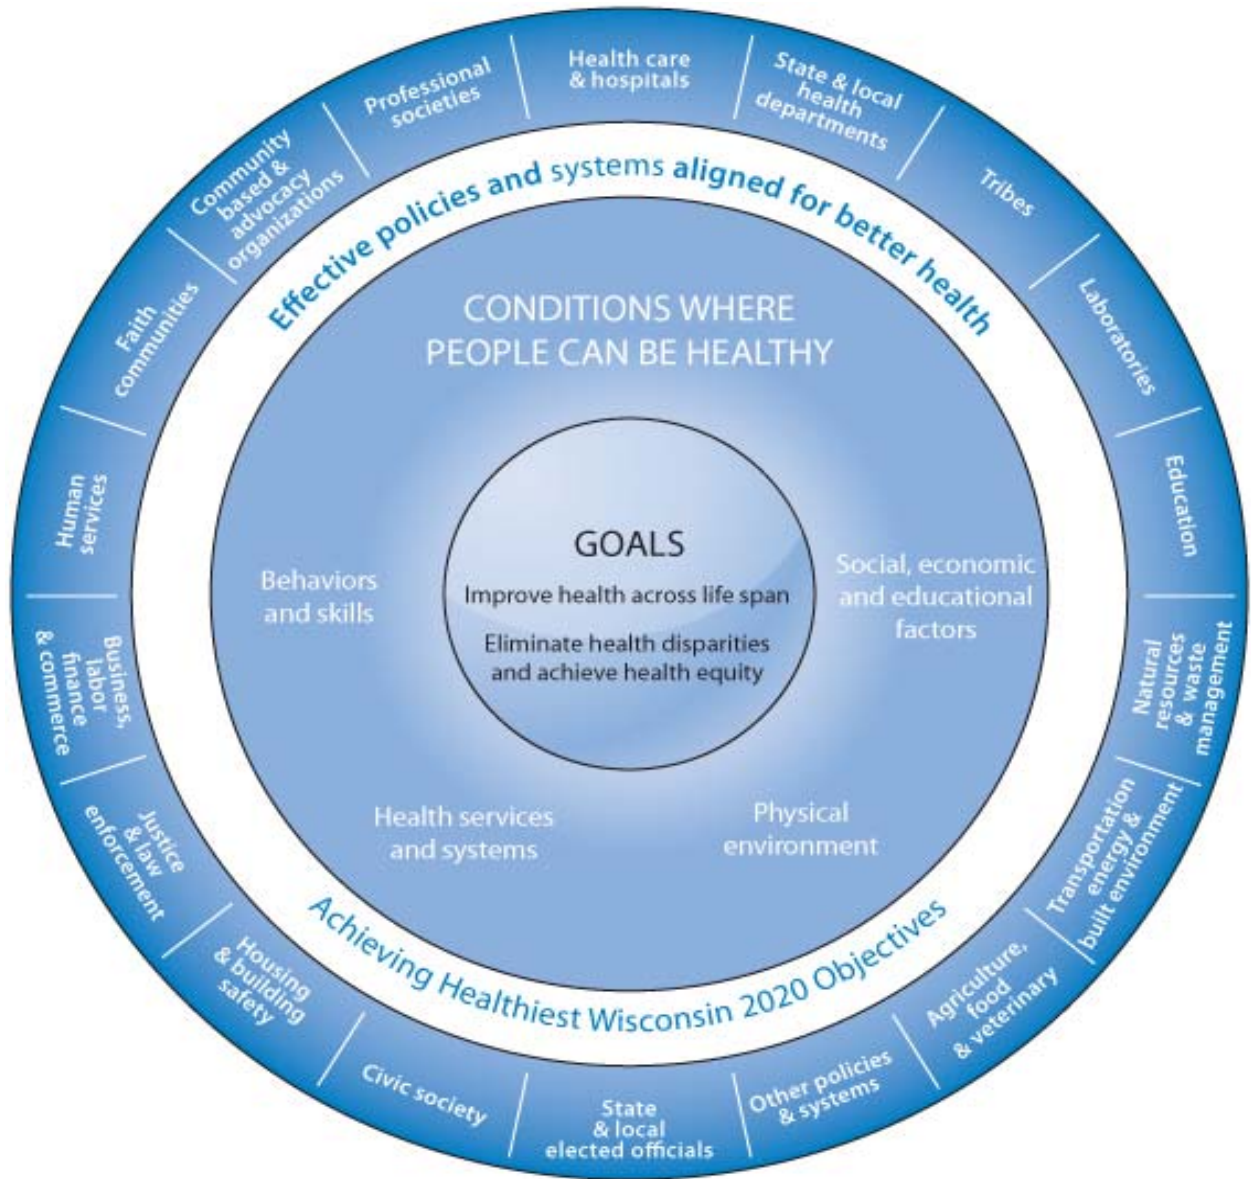 Health care
& hospitals
State & local
health
departments
Tribes
Laboratories
Education
Natural
resources
& waste
management
Transportation
energy &
built environment
Agriculture,
food
& veterinary
Other policies
& systems
State
& local
elected officials
Civic society
Housing
& building
safety
Justice
& law
enforcement
Business,
labor
finance
& commerce
Human
services
Faith
communities
Community
based &
advocacy
organizations
Professional
societies
Effective policies and systems aligned for better health
CONDITIONS WHERE
PEOPLE CAN BE HEALTHY
GOALS
Improve health across life span
Eliminate health disparities
and achieve health equity
Behaviors
and skills
Social, economic
and educational
factors
Health services
and systems
Physical
environment
Achieving Healthiest Wisconsin 2020 Objectives